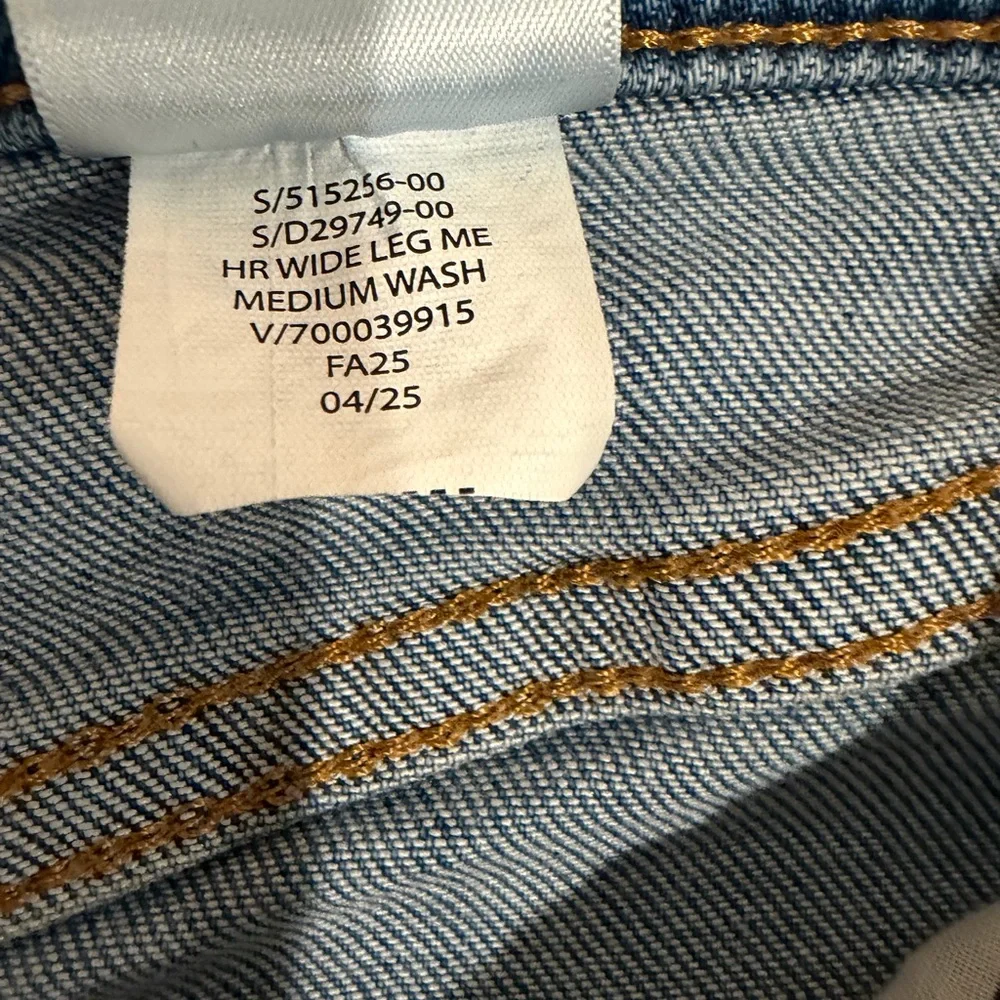 S/515256-00
S/D29749-00
HR WIDE LEG ME
MEDIUM WASH
V/700039915
FA25
04/25